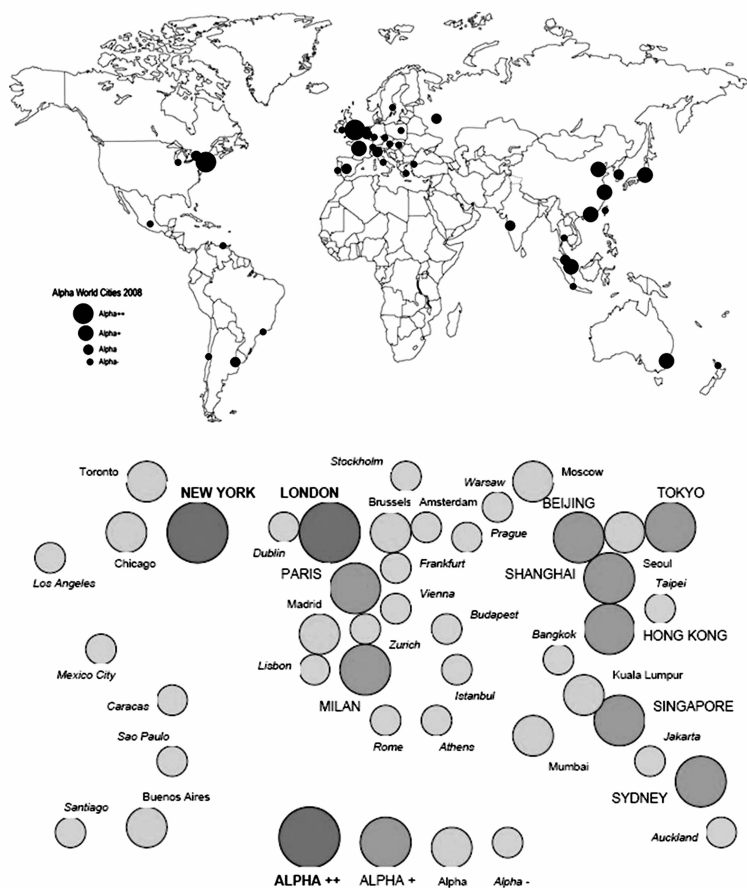 Alpha World Cities 2008
Alpha++
Alpha+
Alpha
Alpha-
Stockholm
Toronto
Warsaw
Moscow
NEW YORK
LONDON
Brussels
Amsterdam
BEIJING
TOKYO
Prague
Dublin
Chicago
Frankfurt
Seoul
Los Angeles
PARIS
SHANGHAI
Taipei
Vienna
Madrid
Budapest
HONG KONG
Bangkok
Zurich
Lisbon
Mexico City
Kuala Lumpur
Istanbul
Caracas
MILAN
SINGAPORE
Sao Paulo
Rome
Athens
Jakarta
Mumbai
SYDNEY
Santiago
Buenos Aires
Auckland
ALPHA ++
ALPHA +
Alpha
Alpha -